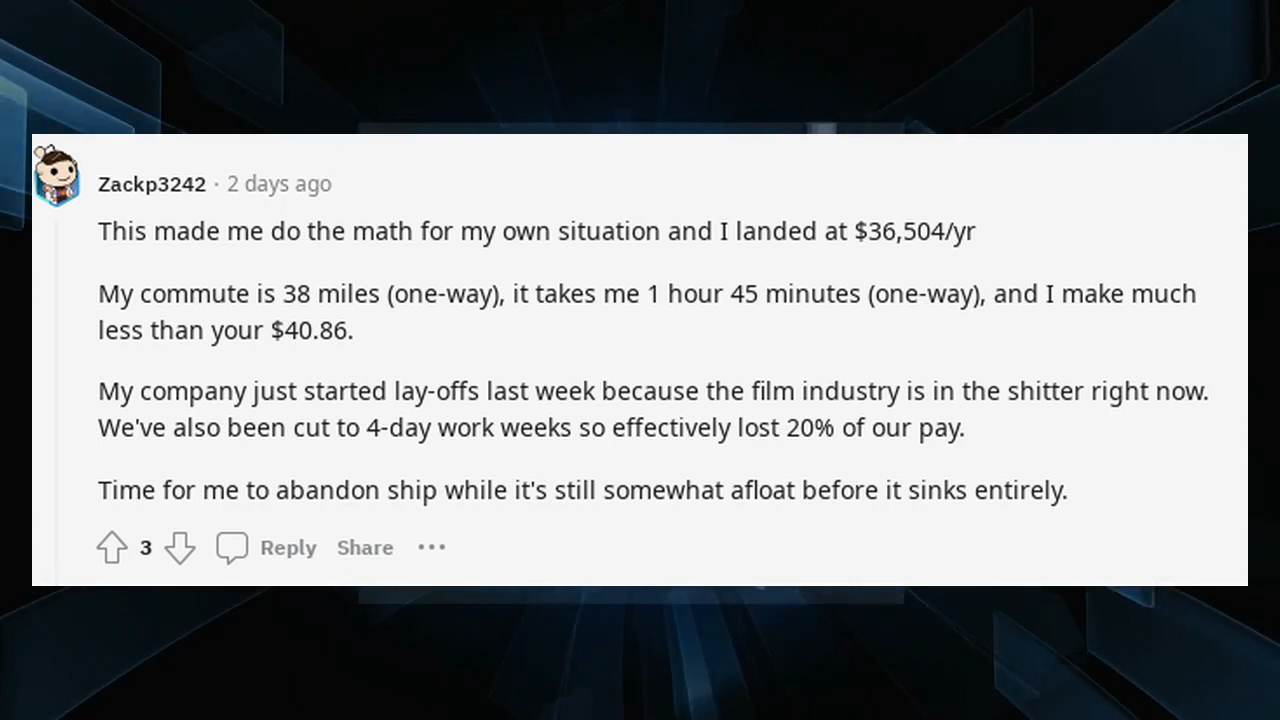 Zackp3242 · 2 days ago
This made me do the math for my own situation and I landed at $36,504/yr
My commute is 38 miles (one-way), it takes me 1 hour 45 minutes (one-way), and I make much
less than your $40.86.
My company just started lay-offs last week because the film industry is in the shitter right now.
We've also been cut to 4-day work weeks so effectively lost 20% of our pay.
Time for me to abandon ship while it's still somewhat afloat before it sinks entirely.
3 Reply Share ···